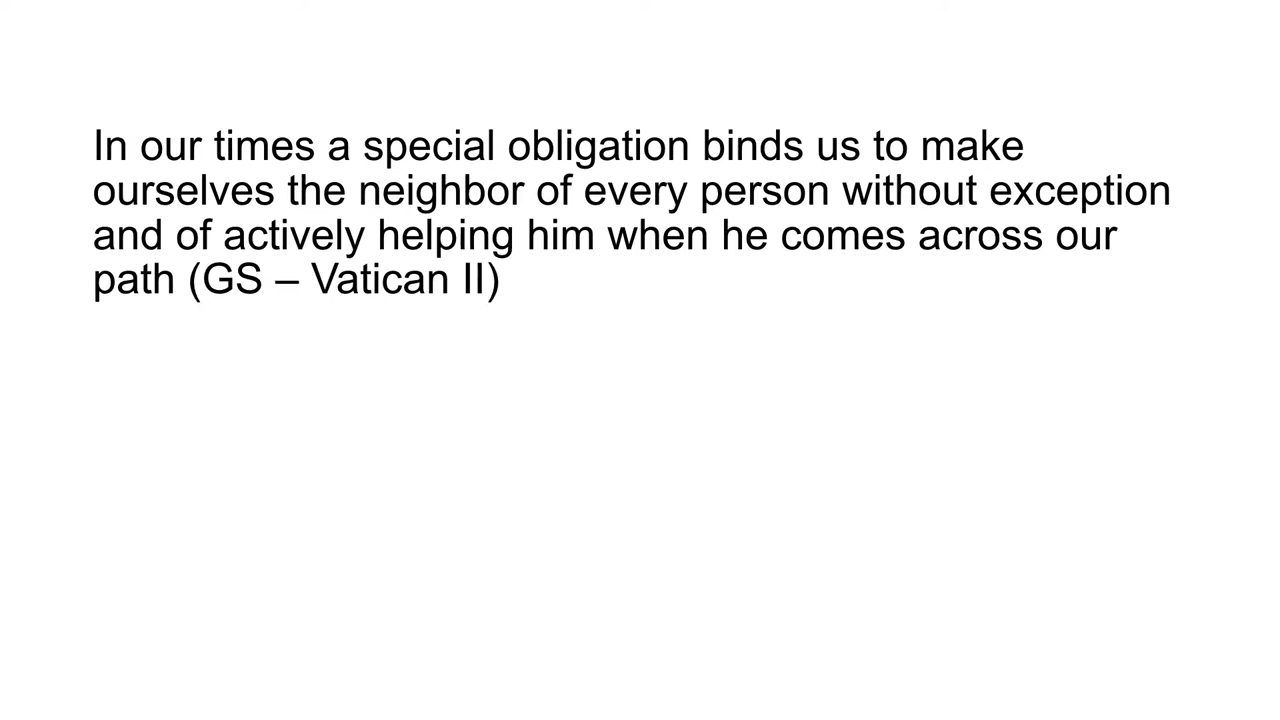 In our times a special obligation binds us to make
ourselves the neighbor of every person without exception
and of actively helping him when he comes across our
path (GS – Vatican II)